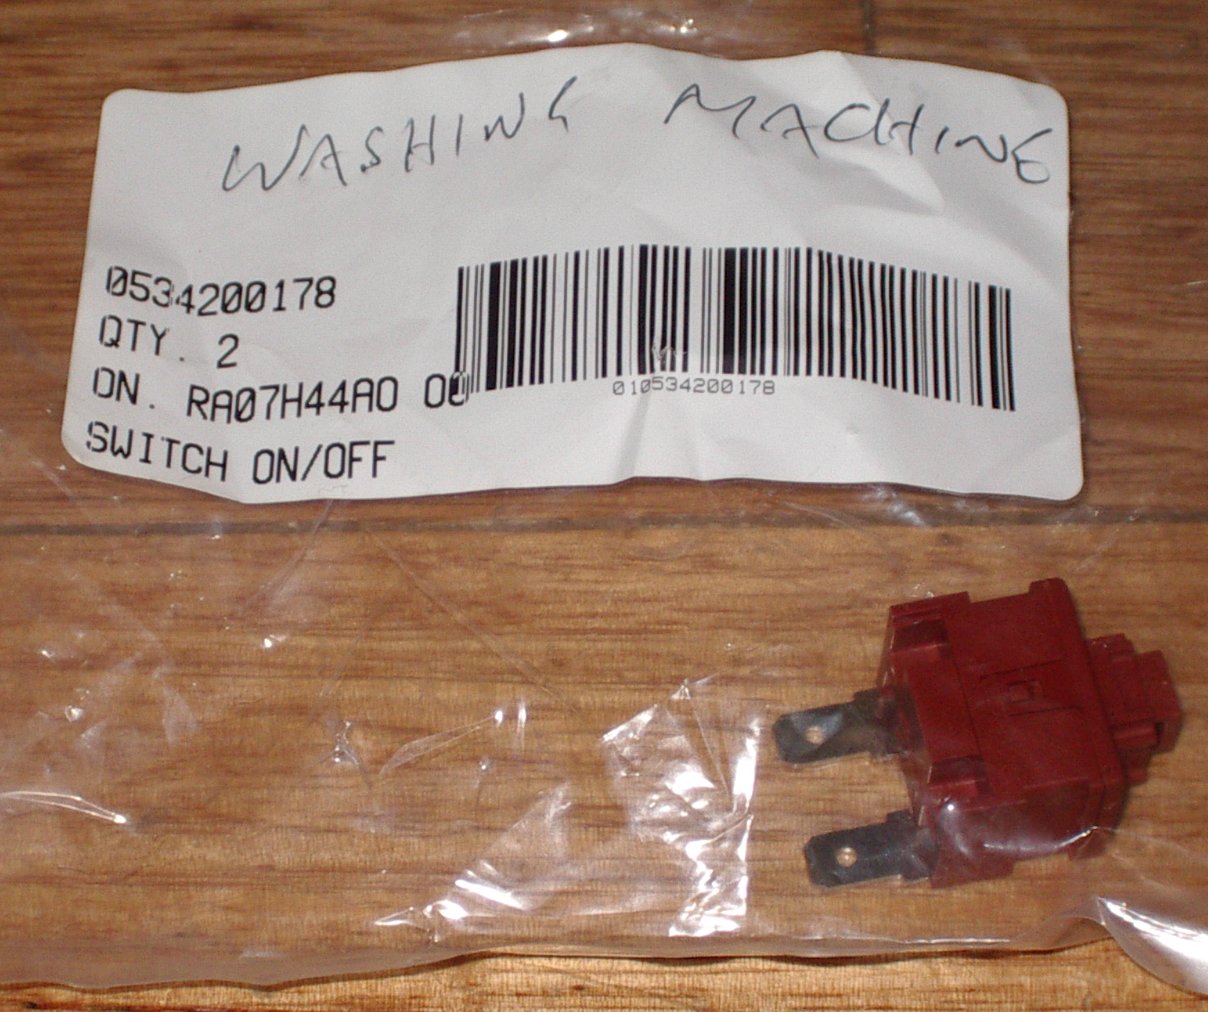 WASHING MACHINE
0534200178
QTY. 2
ON. RA07H44A0 00
SWITCH ON/OFF
010534200178